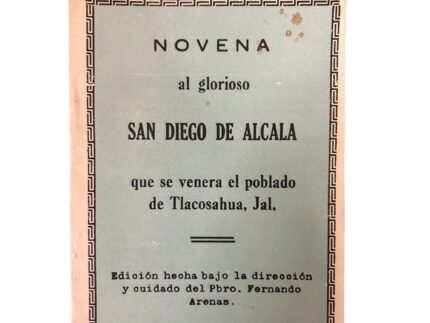 NOVENA
al glorioso
SAN DIEGO DE ALCALA
que se venera el poblado
de Tlacosahua, Jal.
Edición hecha bajo la dirección
y cuidado del Pbro. Fernando
Arenas.